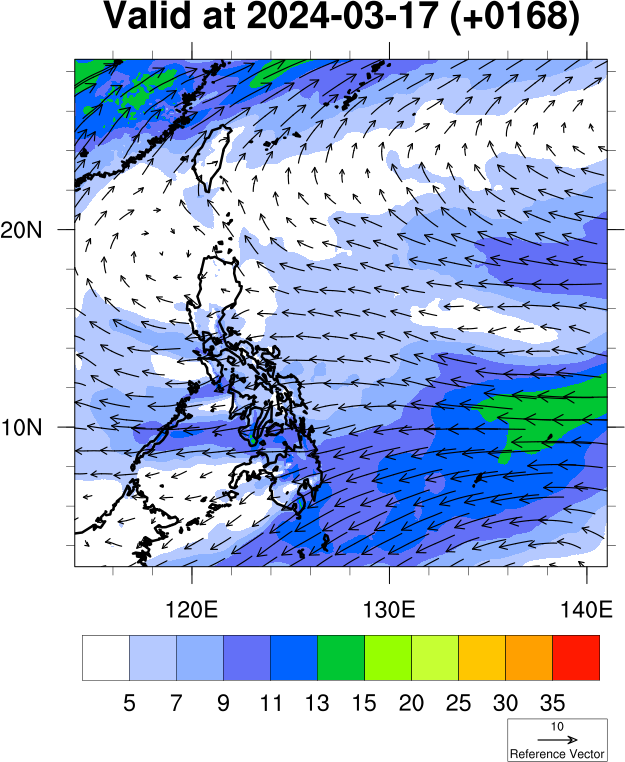 Valid at 2024-03-17 (+0168)
20N
10N
120E 130E 140E
5 7 9 11 13 15 20 25 30 35
10
Reference Vector